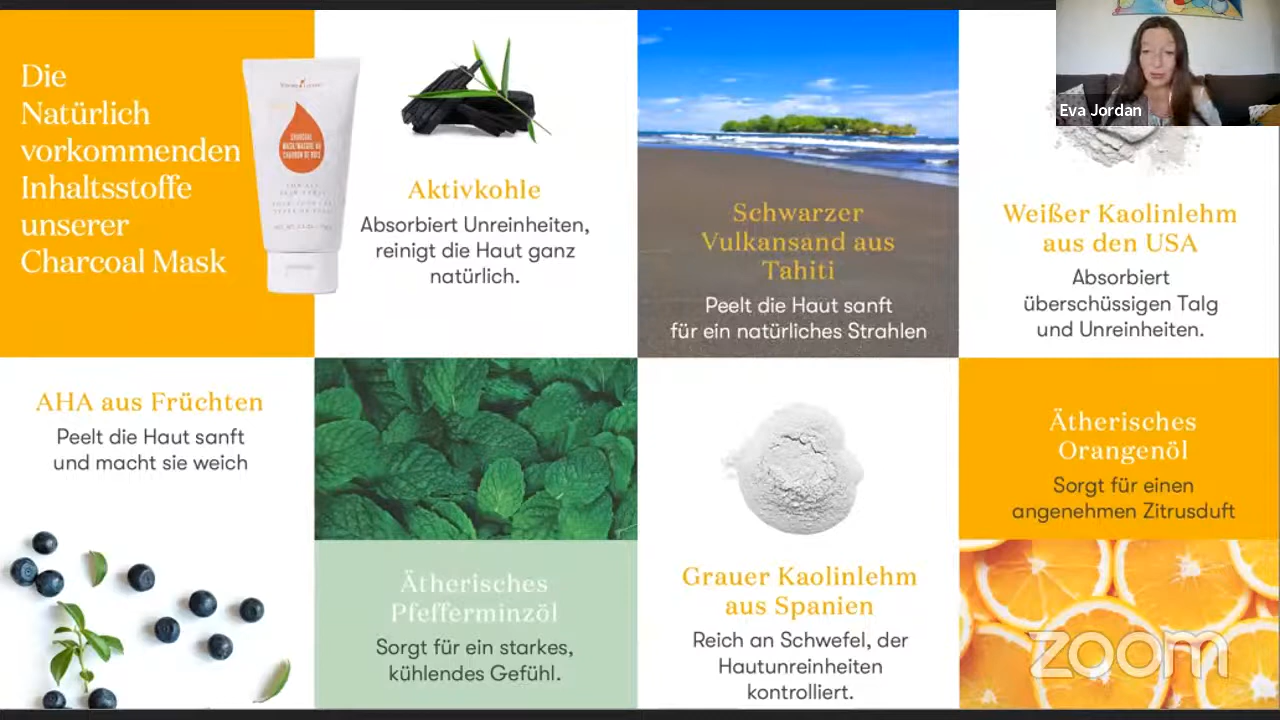 Die
Natürlich
vorkommenden
Inhaltsstoffe
unserer
Charcoal Mask
CHARCOAL
Aktivkohle
Absorbiert Unreinheiten,
reinigt die Haut ganz
natürlich.
Schwarzer
Vulkansand aus
Tahiti
Peelt die Haut sanft
für ein natürliches Strahlen
Eva Jordan
Weißer Kaolinlehm
aus den USA
Absorbiert
überschüssigen Talg
und Unreinheiten.
AHA aus Früchten
Peelt die Haut sanft
und macht sie weich
Ätherisches
Pfefferminzöl
Sorgt für ein starkes,
kühlendes Gefühl.
Grauer Kaolinlehm
aus Spanien
Reich an Schwefel, der
Hautunreinheiten
kontrolliert.
Ätherisches
Orangenöl
Sorgt für einen
angenehmen Zitrusduft
zoom